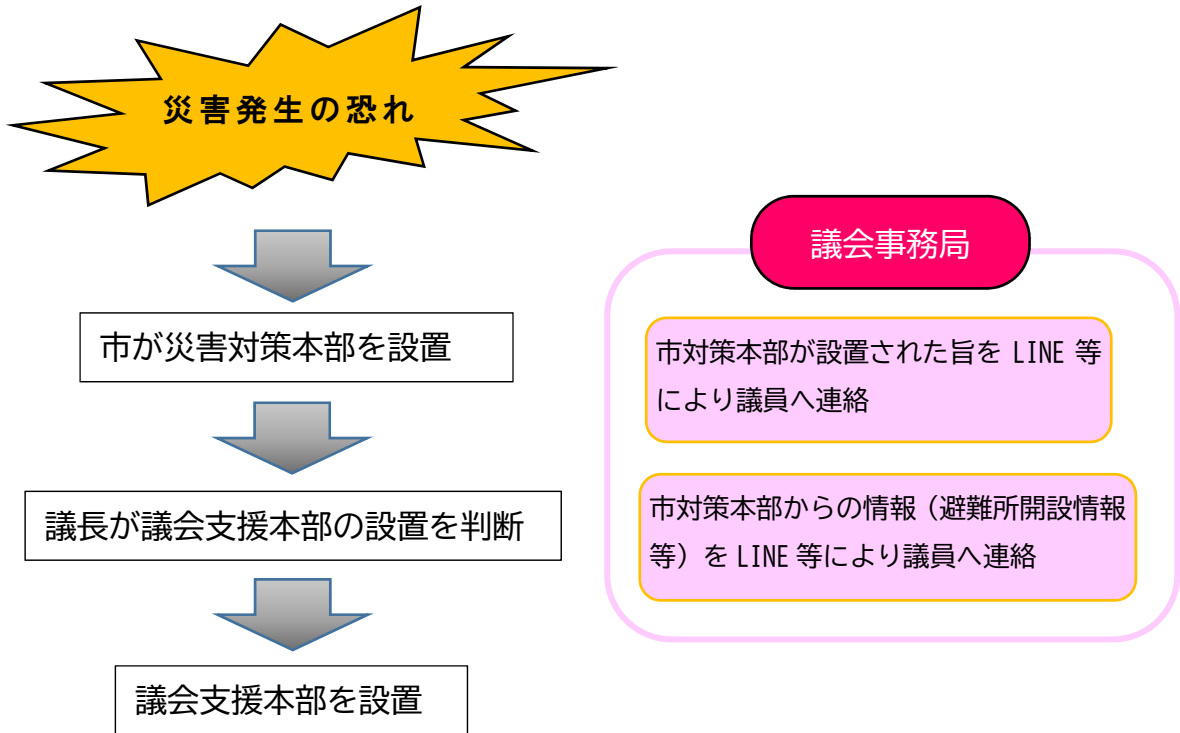 災害発生の恐れ
市が災害対策本部を設置
議長が議会支援本部の設置を判断
議会支援本部を設置
議会事務局
市対策本部が設置された旨を LINE 等
により議員へ連絡
市対策本部からの情報（避難所開設情報
等）を LINE 等により議員へ連絡